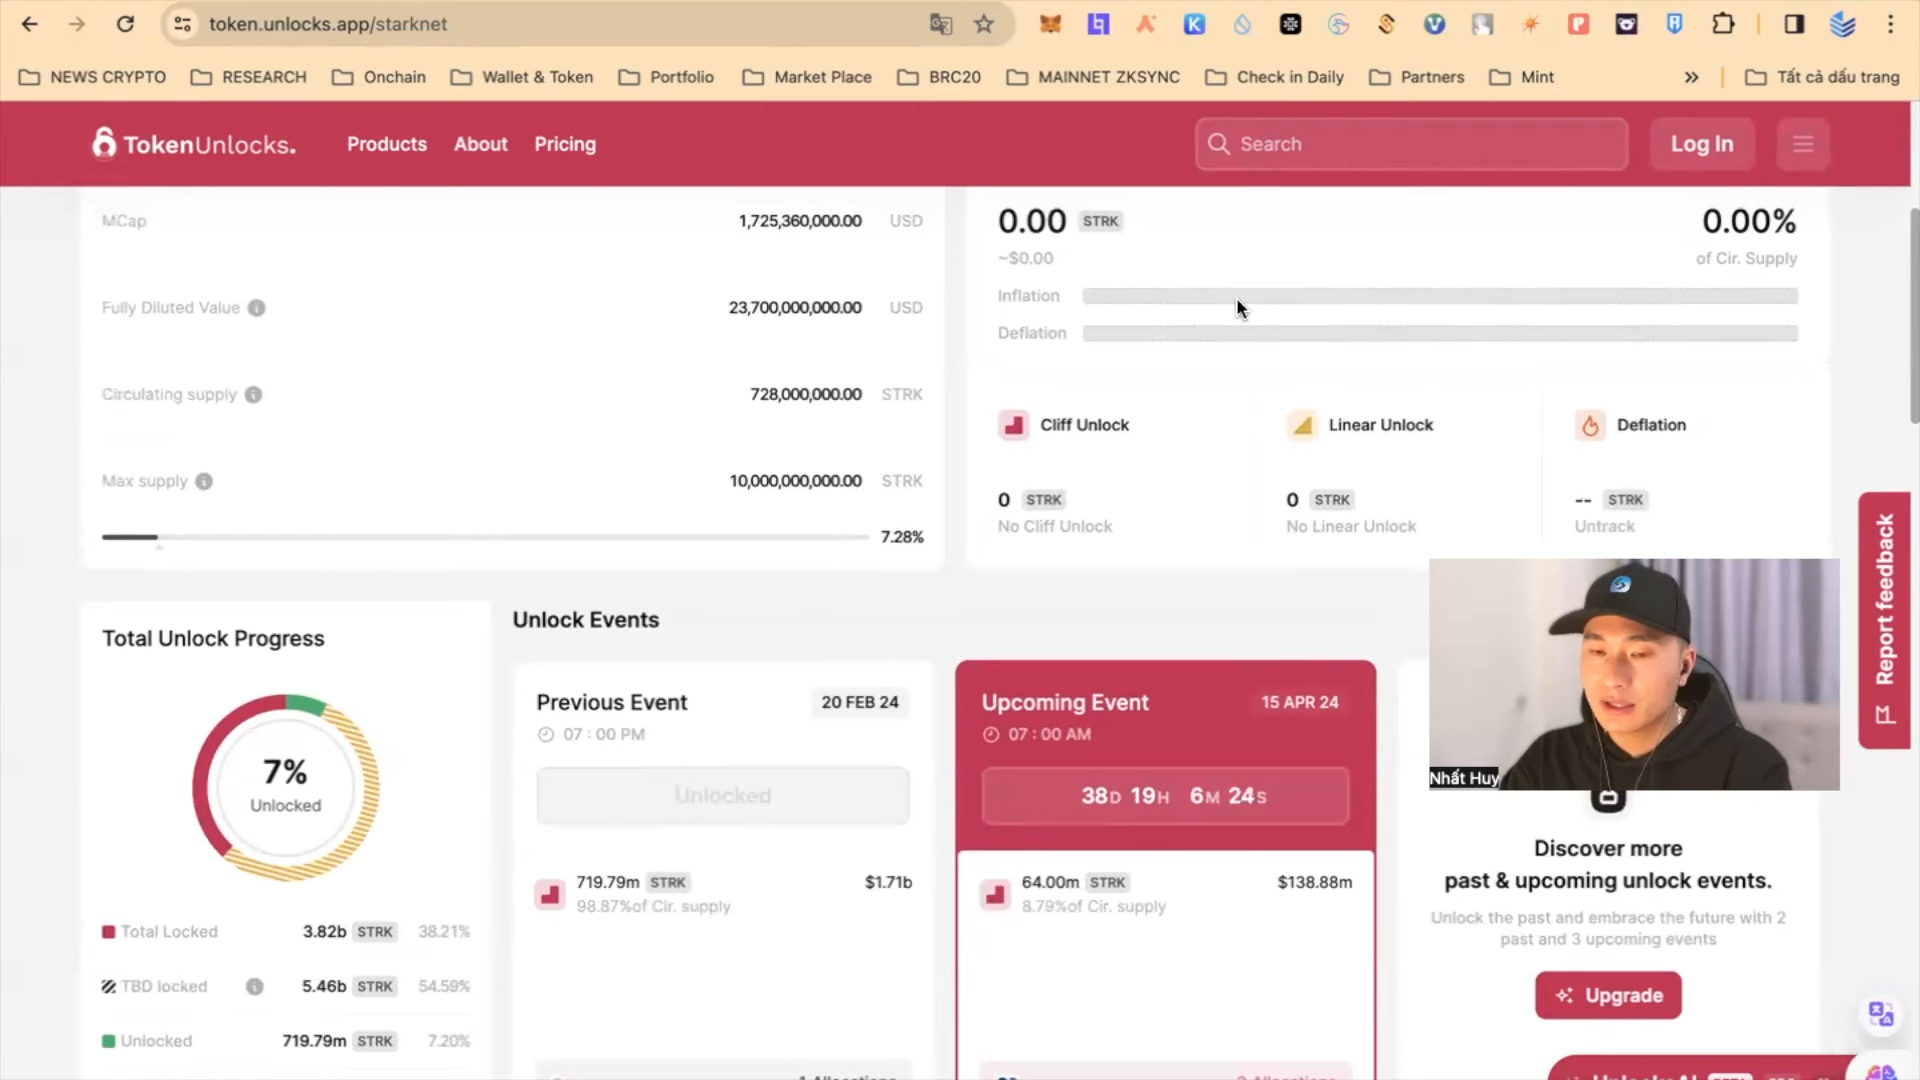 token.unlocks.app/starknet
NEWS CRYPTO RESEARCH Onchain Wallet & Token Portfolio Market Place BRC20 MAINNET ZKSYNC Check in Daily Partners Mint » Tất cả dấu trang
TokenUnlocks. Products About Pricing Search Log In
MCap 1,725,360,000.00 USD
Fully Diluted Value 23,700,000,000.00 USD
Circulating supply 728,000,000.00 STRK
Max supply 10,000,000,000.00 STRK
7.28%
0.00 STRK 0.00%
~$0.00 of Cir. Supply
Inflation
Deflation
Cliff Unlock Linear Unlock Deflation
0 STRK 0 STRK -- STRK
No Cliff Unlock No Linear Unlock Untrack
Report feedback
Total Unlock Progress
7%
Unlocked
Total Locked 3.82b STRK 38.21%
TBD locked 5.46b STRK 54.59%
Unlocked 719.79m STRK 7.20%
Unlock Events
Previous Event 20 FEB 24
07 : 00 PM
Unlocked
719.79m STRK $1.71b
98.87%of Cir. supply
Upcoming Event 15 APR 24
07 : 00 AM
38D 19H 6M 24S
64.00m STRK $138.88m
8.79%of Cir. supply
Nhất Huy
Discover more
past & upcoming unlock events.
Unlock the past and embrace the future with 2
past and 3 upcoming events
Upgrade